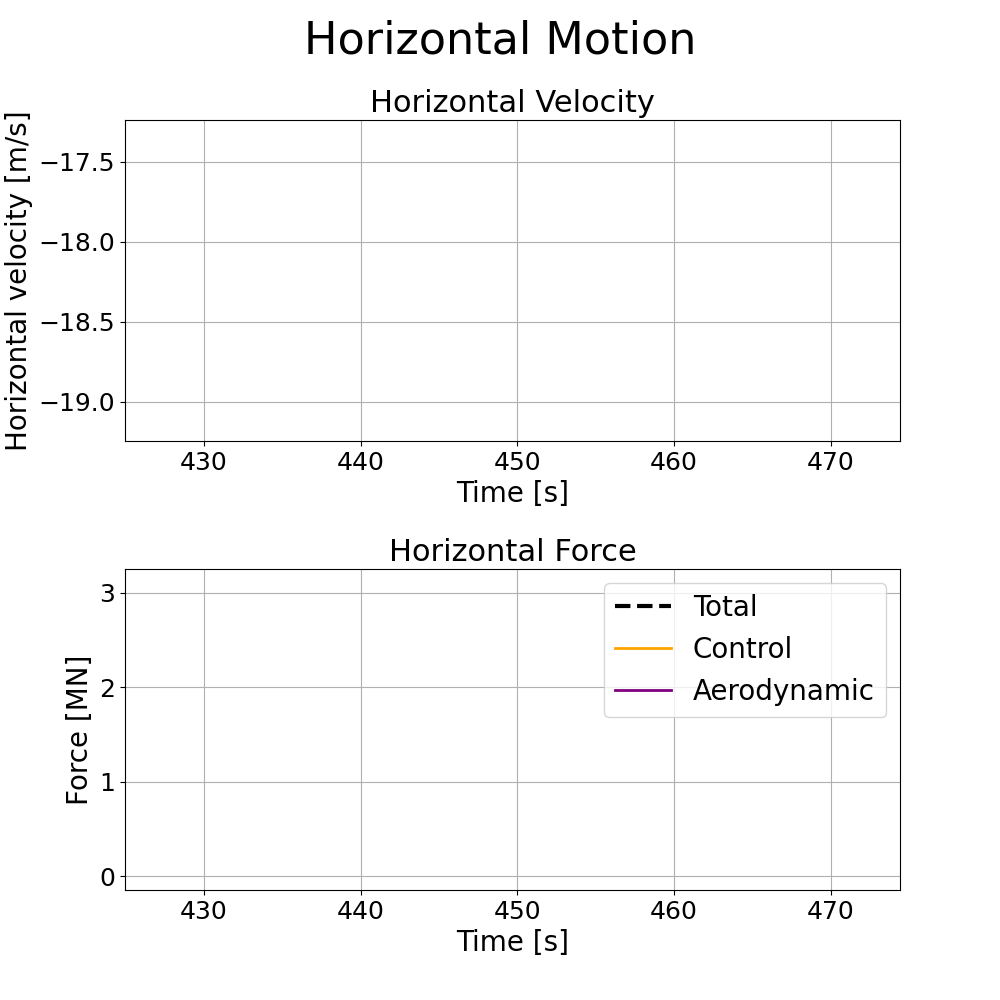 Horizontal Motion
Horizontal Velocity
Horizontal velocity [m/s]
−17.5
−18.0
−18.5
−19.0
430 440 450 460 470
Time [s]
Horizontal Force
Force [MN]
3
2
1
0
Total
Control
Aerodynamic
430 440 450 460 470
Time [s]